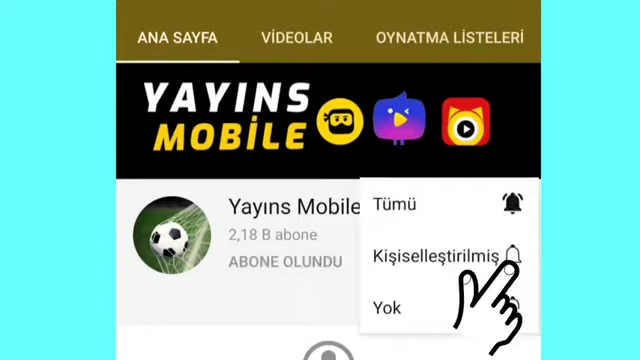 ANA SAYFA VİDEOLAR OYNATMA LİSTELERİ
YAYINS
MOBİLE
Yayıns Mobile
2,18 B abone
ABONE OLUNDU
Tümü
Kişiselleştirilmiş
Yok